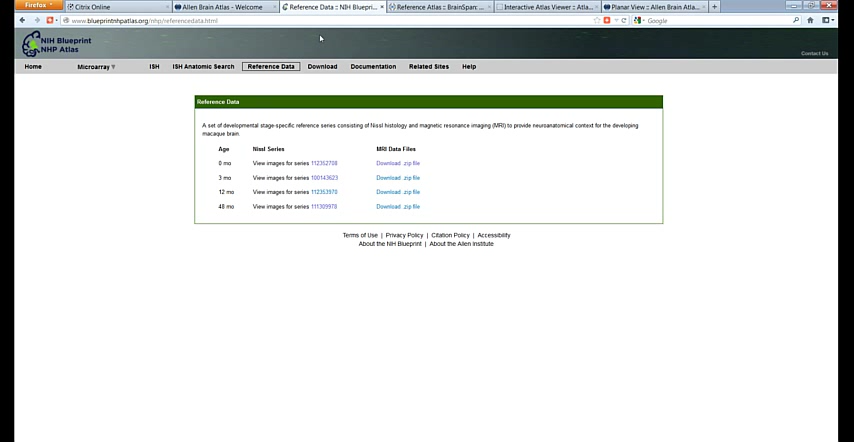 Firefox
Citrix Online
Allen Brain Atlas - Welcome
Reference Data :: NIH Bluepri...
Reference Atlas :: BrainSpan: ...
Interactive Atlas Viewer :: Atla...
Planar View :: Allen Brain Atla...
www.blueprintnhpatlas.org/nhp/referencedata.html
Google
NIH Blueprint
NHP Atlas
Contact Us
Home Microarray ISH ISH Anatomic Search Reference Data Download Documentation Related Sites Help
Reference Data
A set of developmental stage-specific reference series consisting of Nissl histology and magnetic resonance imaging (MRI) to provide neuroanatomical context for the developing
macaque brain.
Age Nissl Series MRI Data Files
0 mo View images for series 112352708 Download .zip file
3 mo View images for series 100143623 Download .zip file
12 mo View images for series 112353970 Download .zip file
48 mo View images for series 111309978 Download .zip file
Terms of Use | Privacy Policy | Citation Policy | Accessibility
About the NIH Blueprint | About the Allen Institute